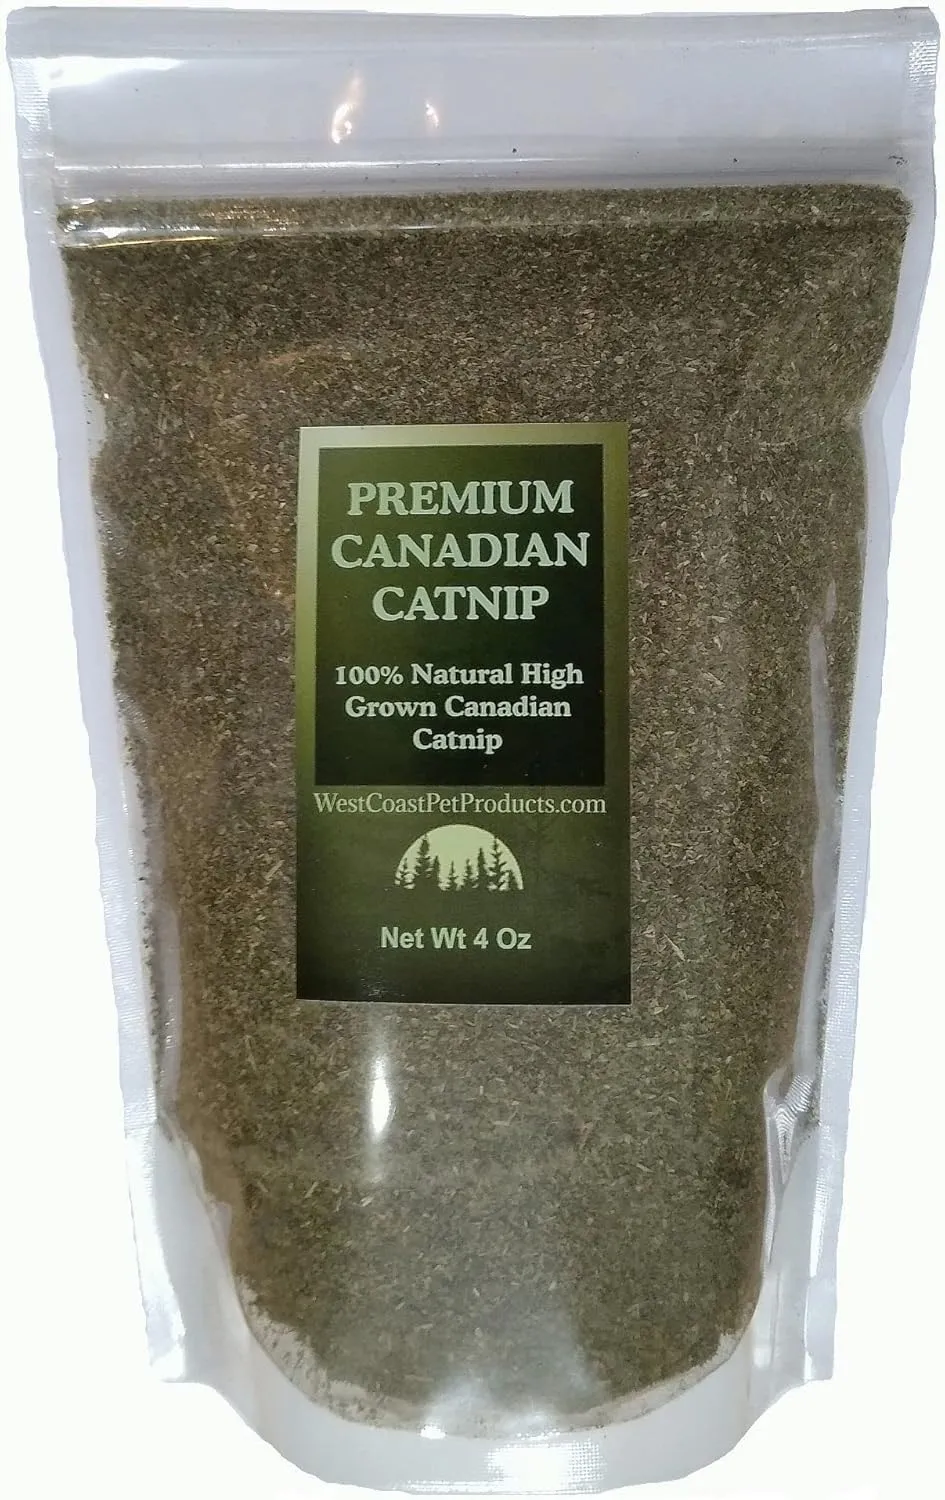 PREMIUM
CANADIAN
CATNIP
100% Natural High
Grown Canadian
Catnip
WestCoastPetProducts.com
Net Wt 4 Oz